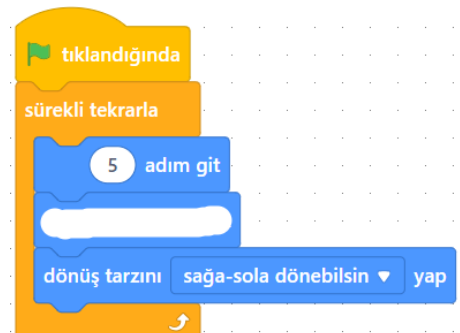 tıklandığında
sürekli tekrarla
5 adım git
dönüş tarzını sağa-sola dönebilsin yap